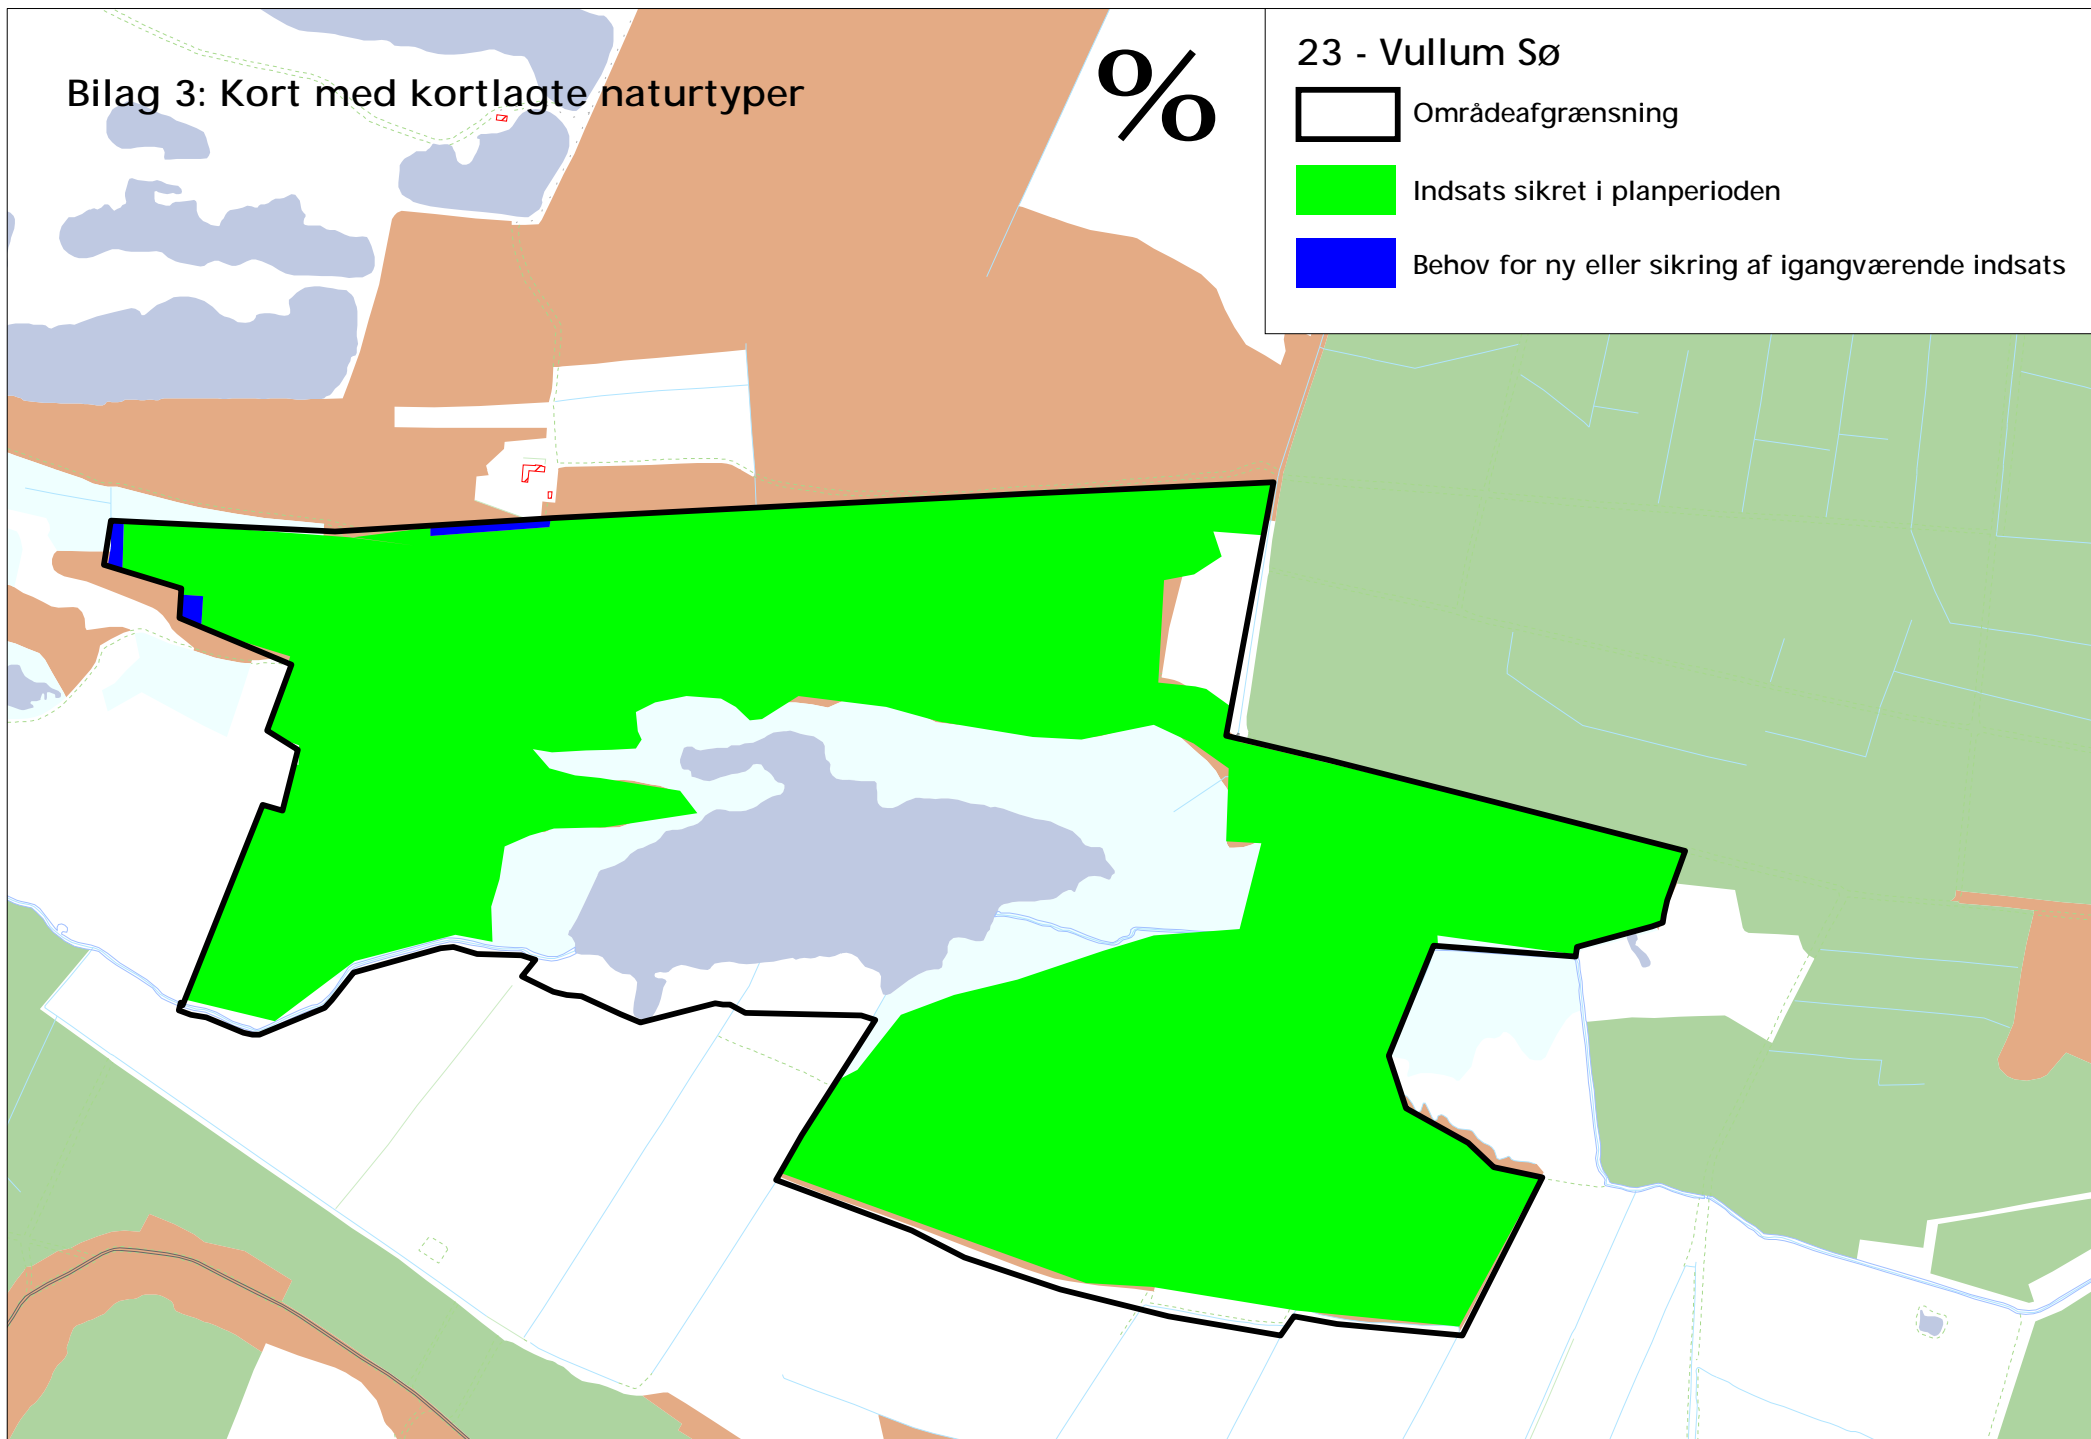 Bilag 3: Kort med kortlagte naturtyper
%
23 - Vullum Sø
Områdeafgrænsning
Indsats sikret i planperioden
Behov for ny eller sikring af igangværende indsats